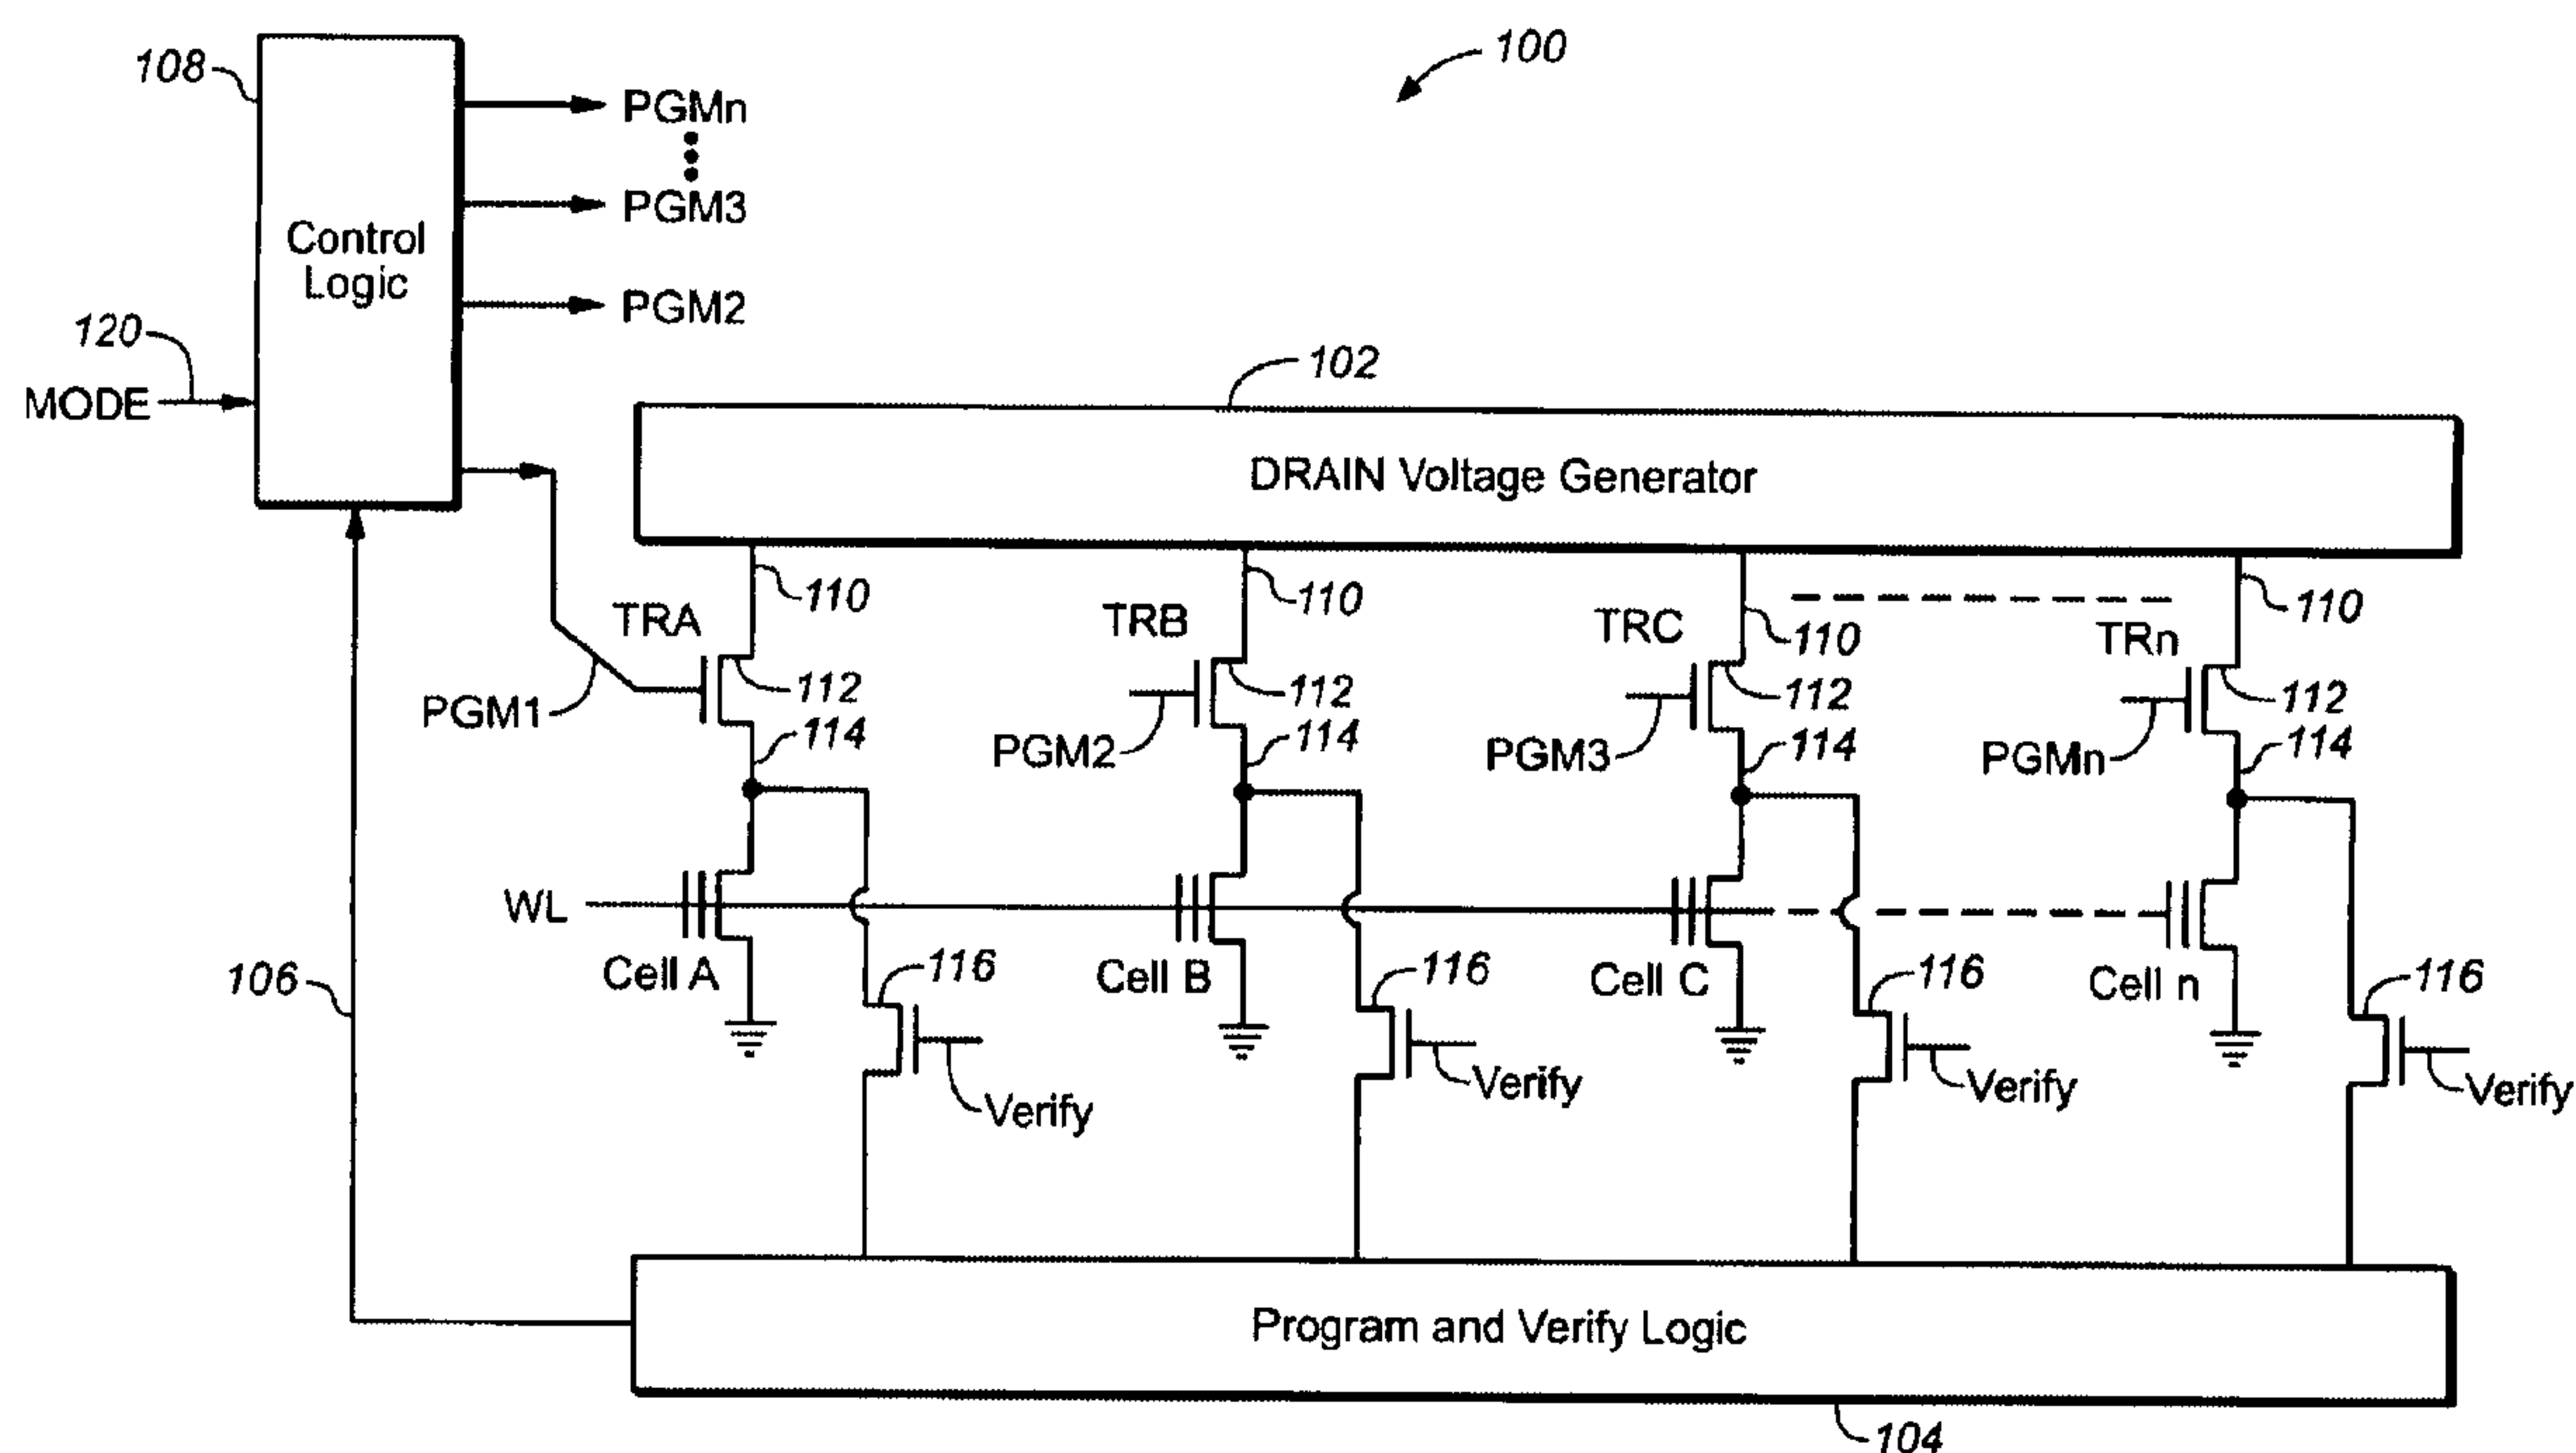 100
108
PGMn
PGM3
Control
Logic
PGM2
120
MODE
102
DRAIN Voltage Generator
110
110
110
110
TRA
TRB
TRC
TRn
112
112
112
112
PGM1
PGM2
PGM3
PGMn
114
114
114
114
WL
Cell A
Cell B
Cell C
Cell n
106
116
116
116
116
Verify
Verify
Verify
Verify
Program and Verify Logic
104